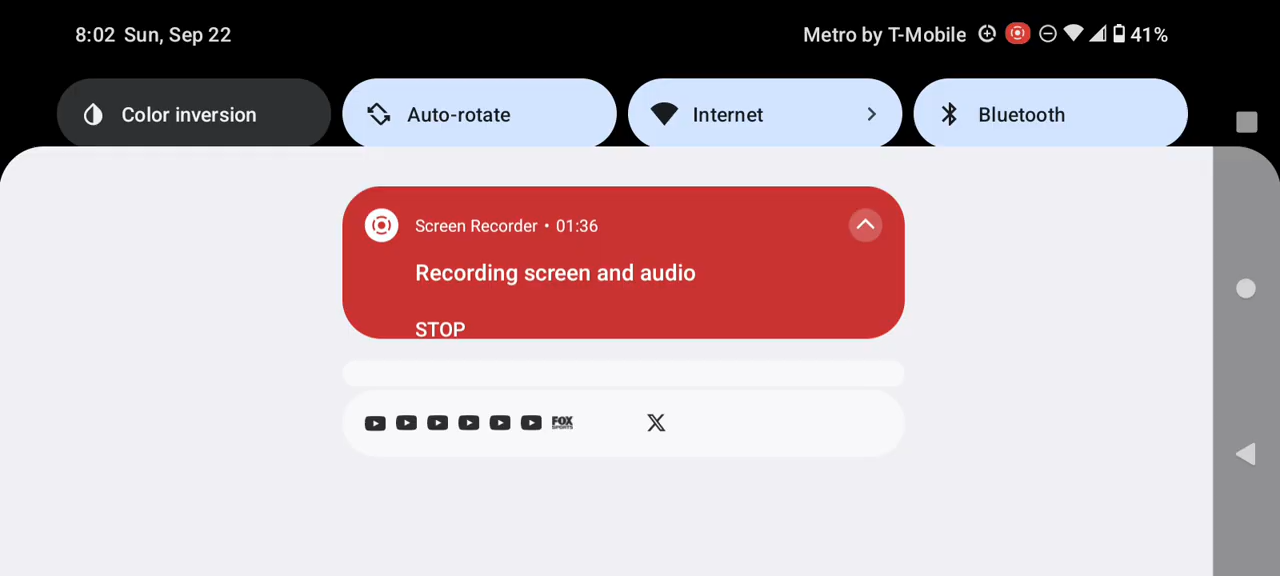 8:02 Sun, Sep 22
Metro by T-Mobile 41%
Color inversion
Auto-rotate
Internet
Bluetooth
Screen Recorder • 01:36
Recording screen and audio
STOP
FOX SPORTS